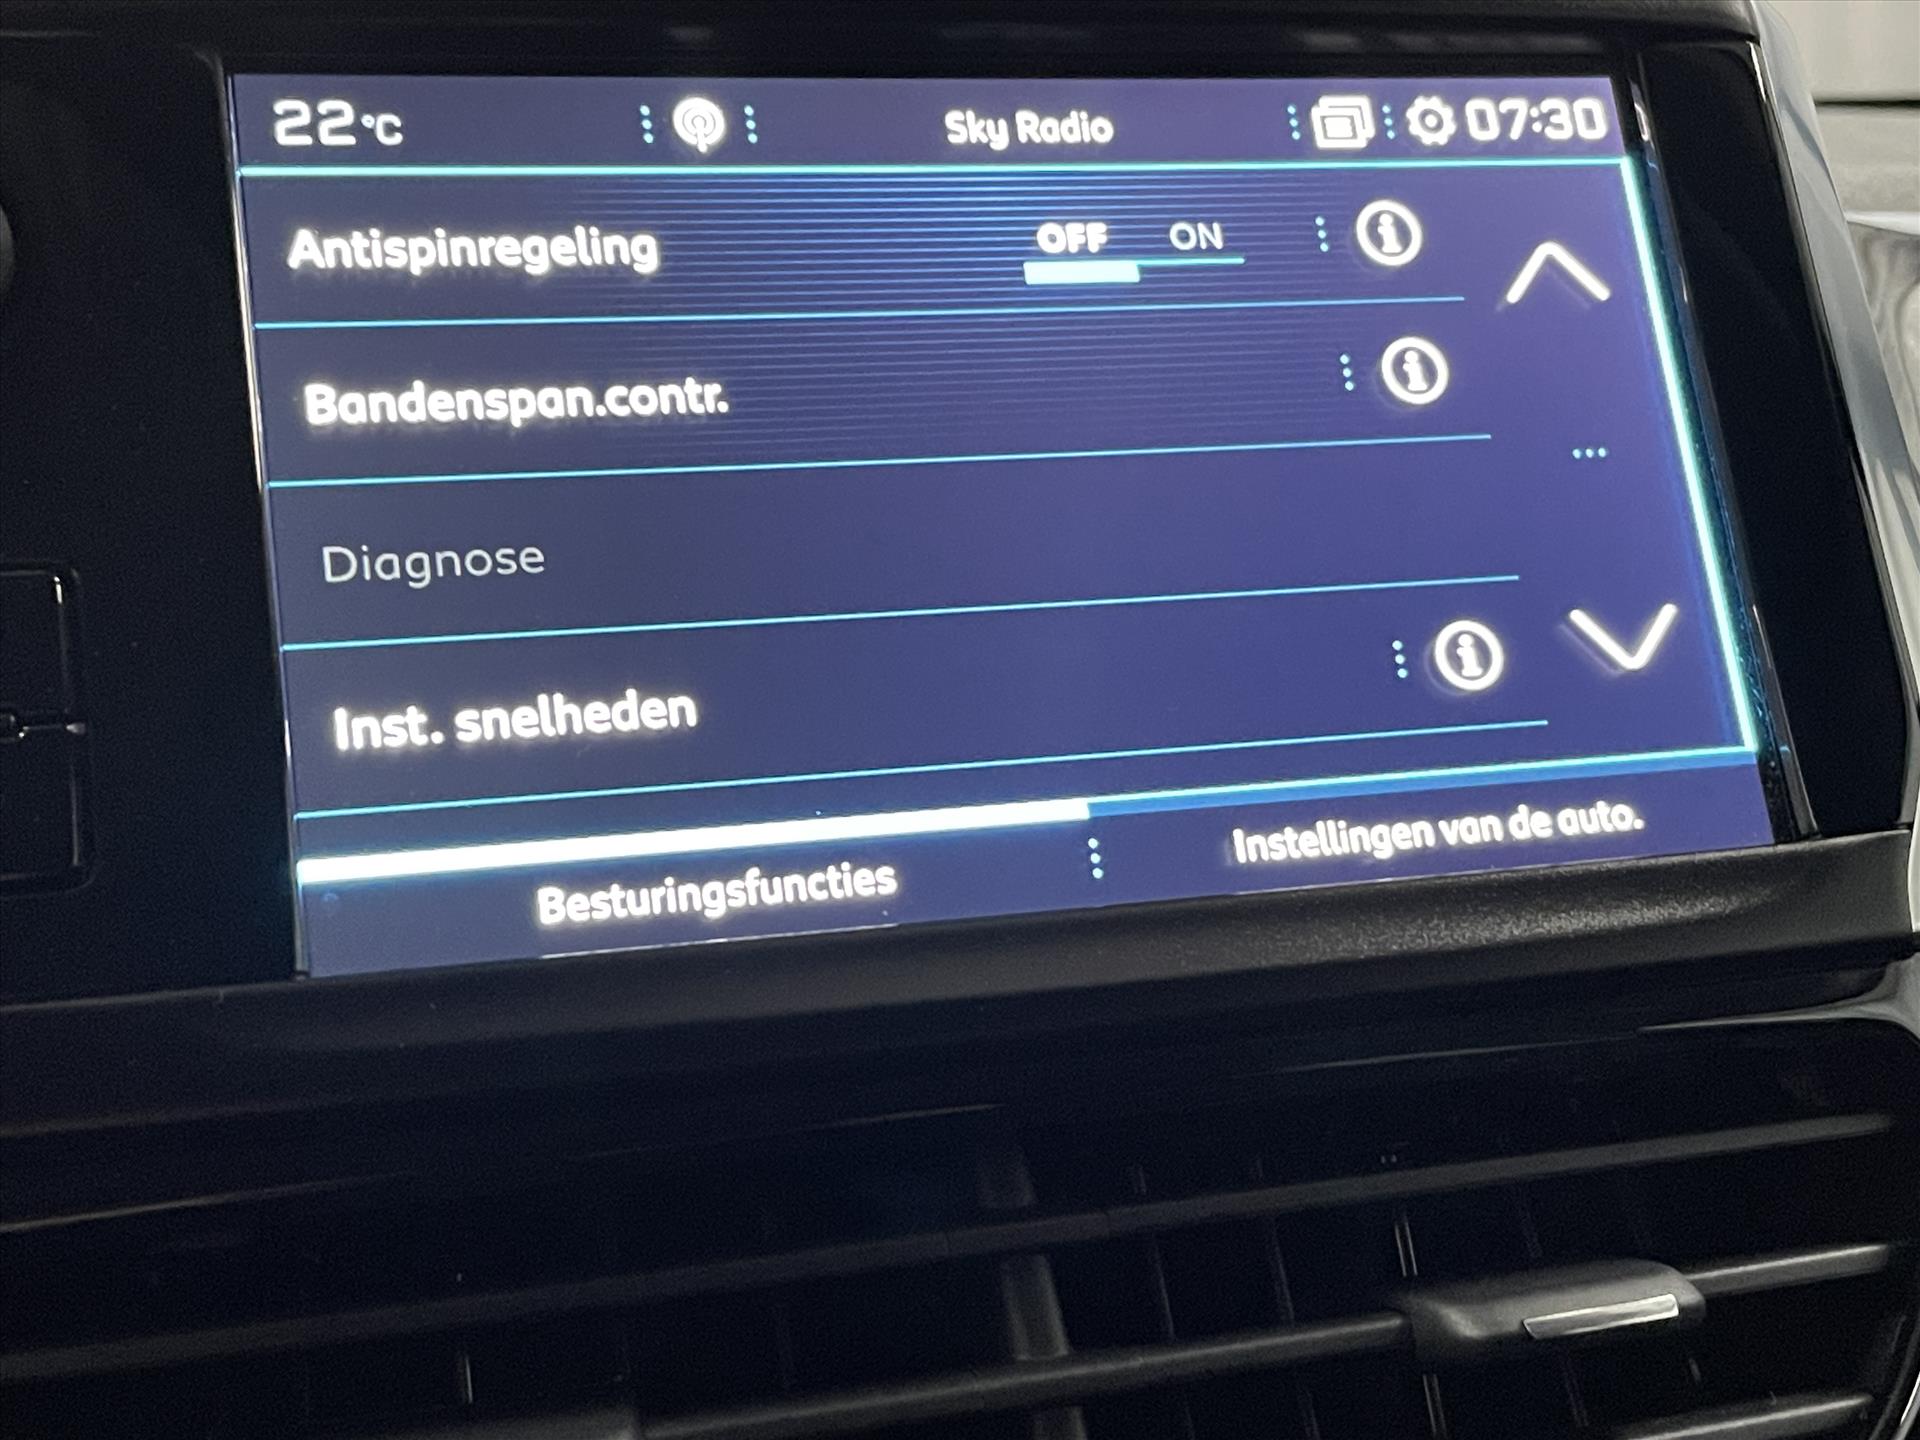 22°C
Sky Radio
07:30
Antispinregeling
OFF ON
Bandenspan.contr.
Diagnose
Inst. snelheden
Besturingsfuncties
Instellingen van de auto.